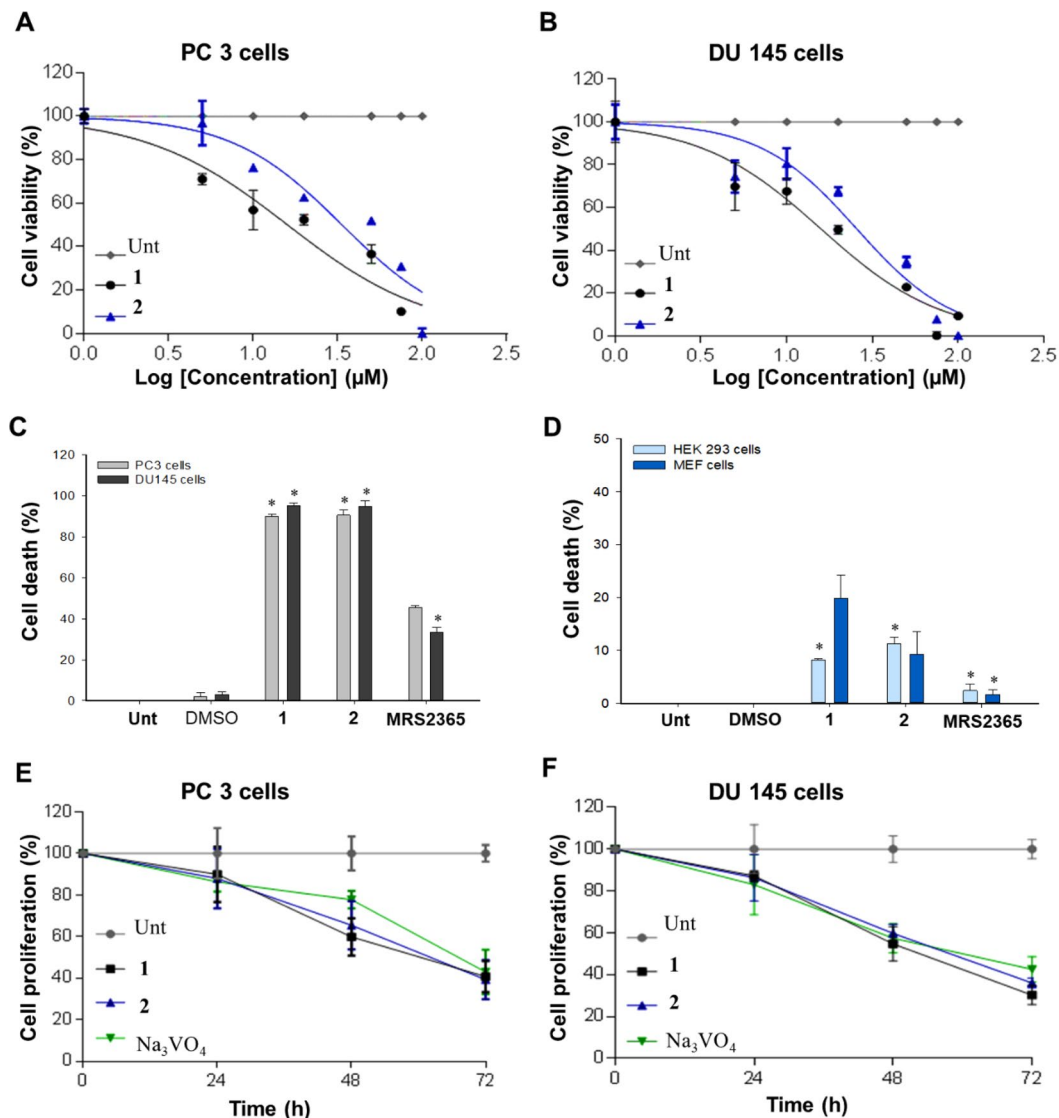 A
PC 3 cells
Cell viability (%)
120
100
80
60
40
20
0
Unt
1
2
0.0 0.5 1.0 1.5 2.0 2.5
Log [Concentration] (µM)
B
DU 145 cells
Cell viability (%)
120
100
80
60
40
20
0
Unt
1
2
0.0 0.5 1.0 1.5 2.0 2.5
Log [Concentration] (µM)
C
Cell death (%)
120
100
80
60
40
20
0
PC3 cells
DU145 cells
* * * * *
Unt DMSO 1 2 MRS2365
D
Cell death (%)
50
40
30
20
10
0
HEK 293 cells
MEF cells
* * * *
Unt DMSO 1 2 MRS2365
E
PC 3 cells
Cell proliferation (%)
120
100
80
60
40
20
0
Unt
1
2
Na₃VO₄
0 24 48 72
Time (h)
F
DU 145 cells
Cell proliferation (%)
120
100
80
60
40
20
0
Unt
1
2
Na₃VO₄
0 24 48 72
Time (h)